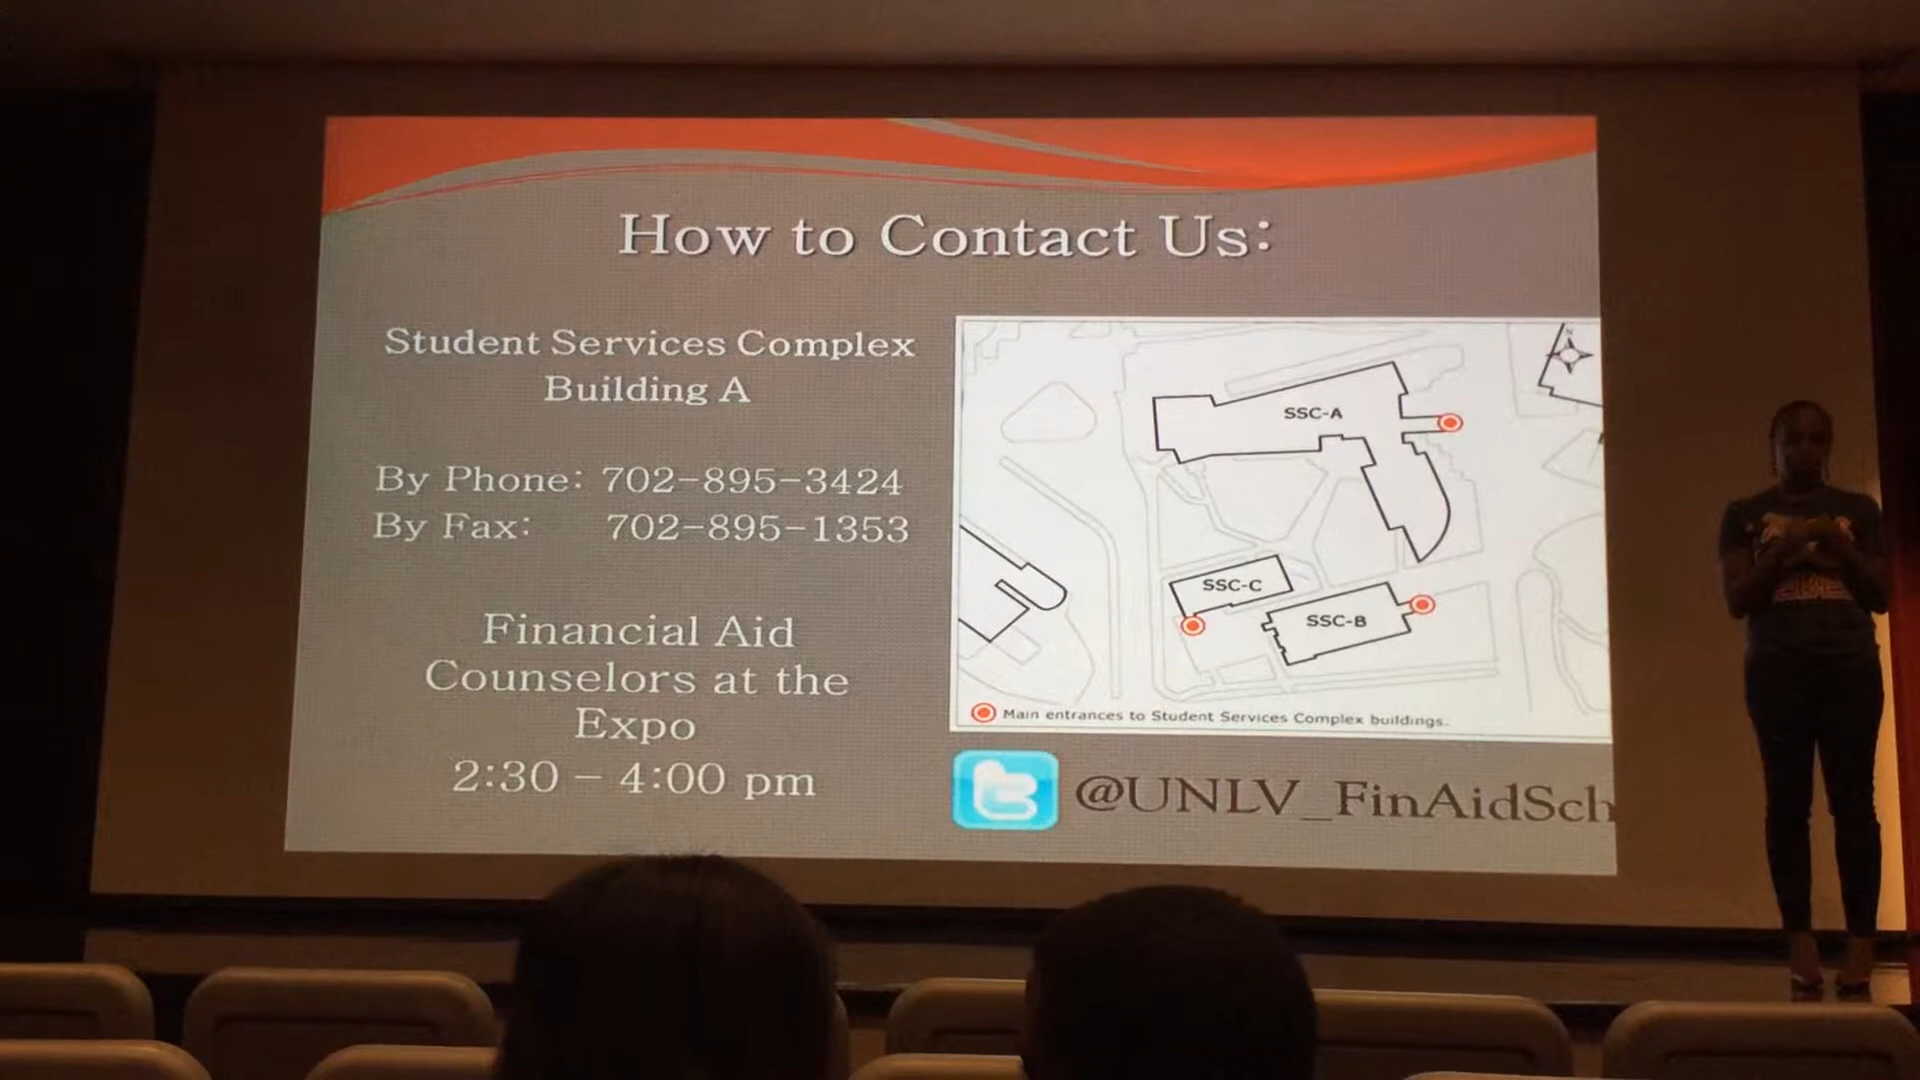 How to Contact Us:
Student Services Complex
Building A
By Phone: 702-895-3424
By Fax: 702-895-1353
Financial Aid
Counselors at the
Expo
2:30 – 4:00 pm
N
SSC-A
SSC-C
SSC-B
Main entrances to Student Services Complex buildings.
@UNLV_FinAidSch